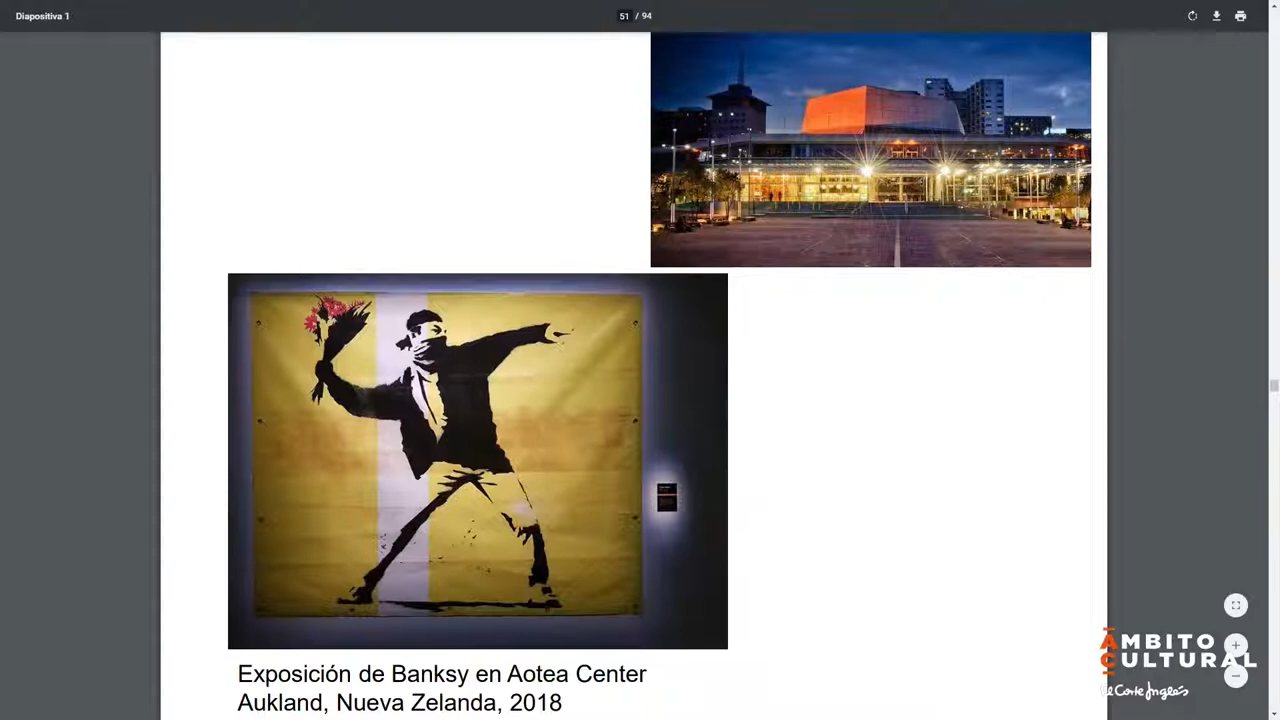 Diapositiva 1
51 / 94
Exposición de Banksy en Aotea Center
Aukland, Nueva Zelanda, 2018
ÁMBITO
CULTURAL
El Corte Inglés